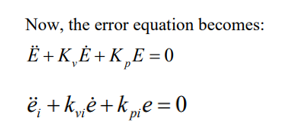 Now, the error equation becomes:
Ë + K_v Ė + K_p E = 0
ë_i + k_vi ė + k_pi e = 0